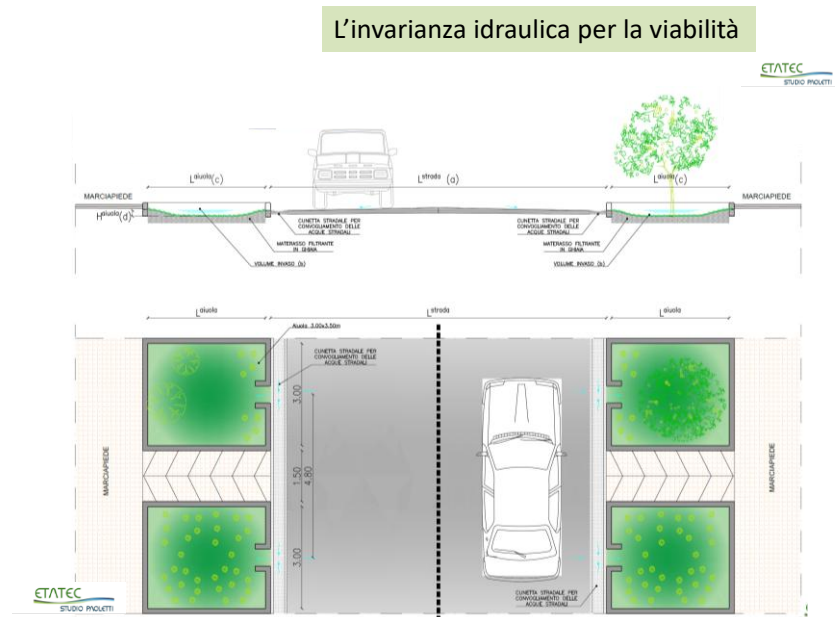 L'invarianza idraulica per la viabilità
ETATEC
STUDIO PAOLETTI
L aiuola (c)
L strada (a)
L aiuola (c)
MARCIAPIEDE
MARCIAPIEDE
H aiuola (d)
CUNETTA STRADALE PER
CONVOGLIAMENTO DELLE
ACQUE STRADALI
CUNETTA STRADALE PER
CONVOGLIAMENTO DELLE
ACQUE STRADALI
MATERASSO FILTRANTE
IN GHIAIA
MATERASSO FILTRANTE
IN GHIAIA
VOLUME INVASO (b)
VOLUME INVASO (b)
L aiuola
L strada
L aiuola
Aiuola 3.00x3.50m
CUNETTA STRADALE PER
CONVOGLIAMENTO DELLE
ACQUE STRADALI
3.00
1.50
4.80
3.00
MARCIAPIEDE
MARCIAPIEDE
CUNETTA STRADALE PER
CONVOGLIAMENTO DELLE
ACQUE STRADALI
ETATEC
STUDIO PAOLETTI